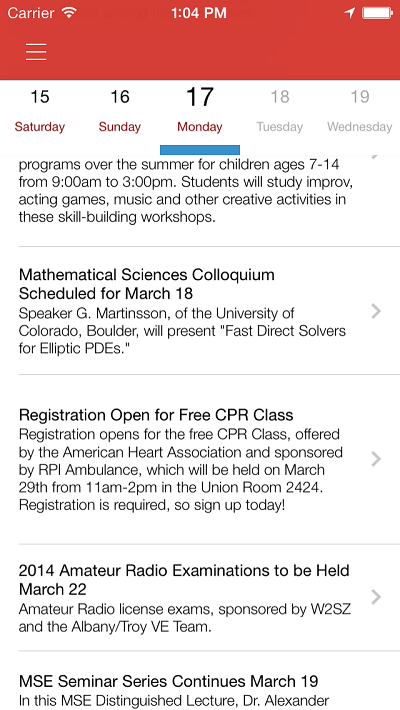 Carrier 1:04 PM
15 16 17 18 19
Saturday Sunday Monday Tuesday Wednesday
programs over the summer for children ages 7-14
from 9:00am to 3:00pm. Students will study improv,
acting games, music and other creative activities in
these skill-building workshops.
Mathematical Sciences Colloquium
Scheduled for March 18
Speaker G. Martinsson, of the University of
Colorado, Boulder, will present "Fast Direct Solvers
for Elliptic PDEs."
Registration Open for Free CPR Class
Registration opens for the free CPR Class, offered
by the American Heart Association and sponsored
by RPI Ambulance, which will be held on March
29th from 11am-2pm in the Union Room 2424.
Registration is required, so sign up today!
2014 Amateur Radio Examinations to be Held
March 22
Amateur Radio license exams, sponsored by W2SZ
and the Albany/Troy VE Team.
MSE Seminar Series Continues March 19
In this MSE Distinguished Lecture, Dr. Alexander